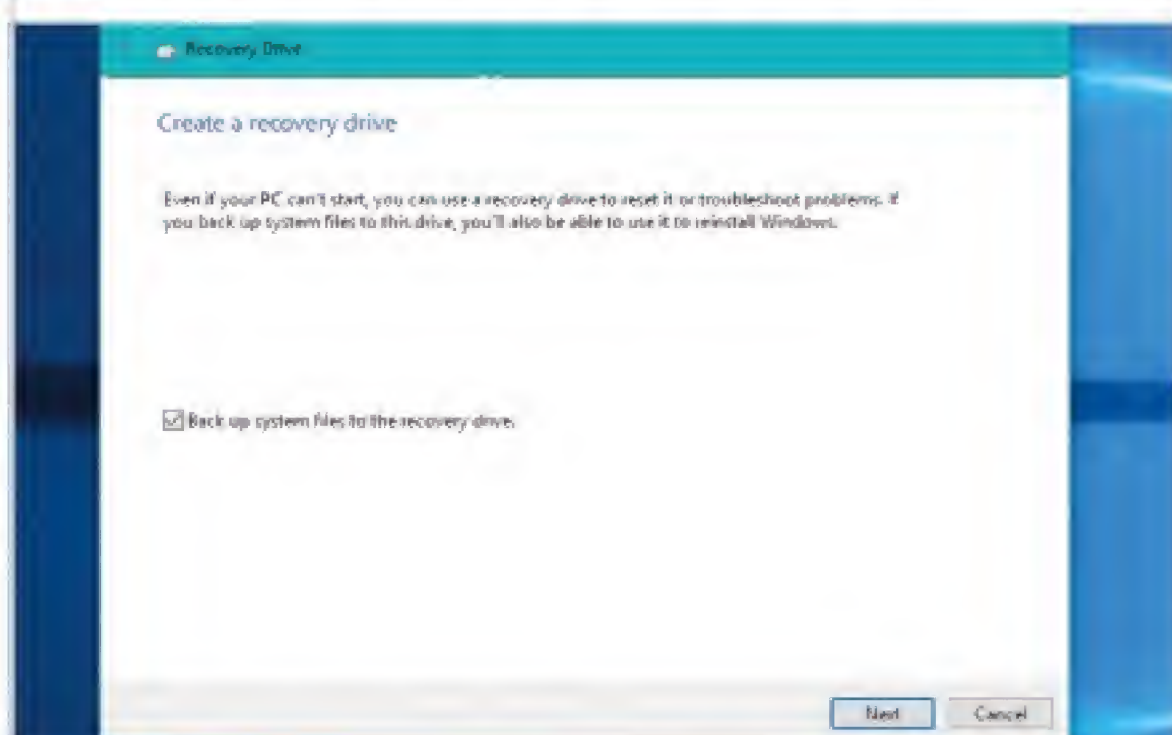 Recovery Drive
Create a recovery drive
Even if your PC can't start, you can use a recovery drive to reset it or troubleshoot problems. If
you back up system files to this drive, you'll also be able to use it to reinstall Windows.
Back up system files to the recovery drive.
Next
Cancel